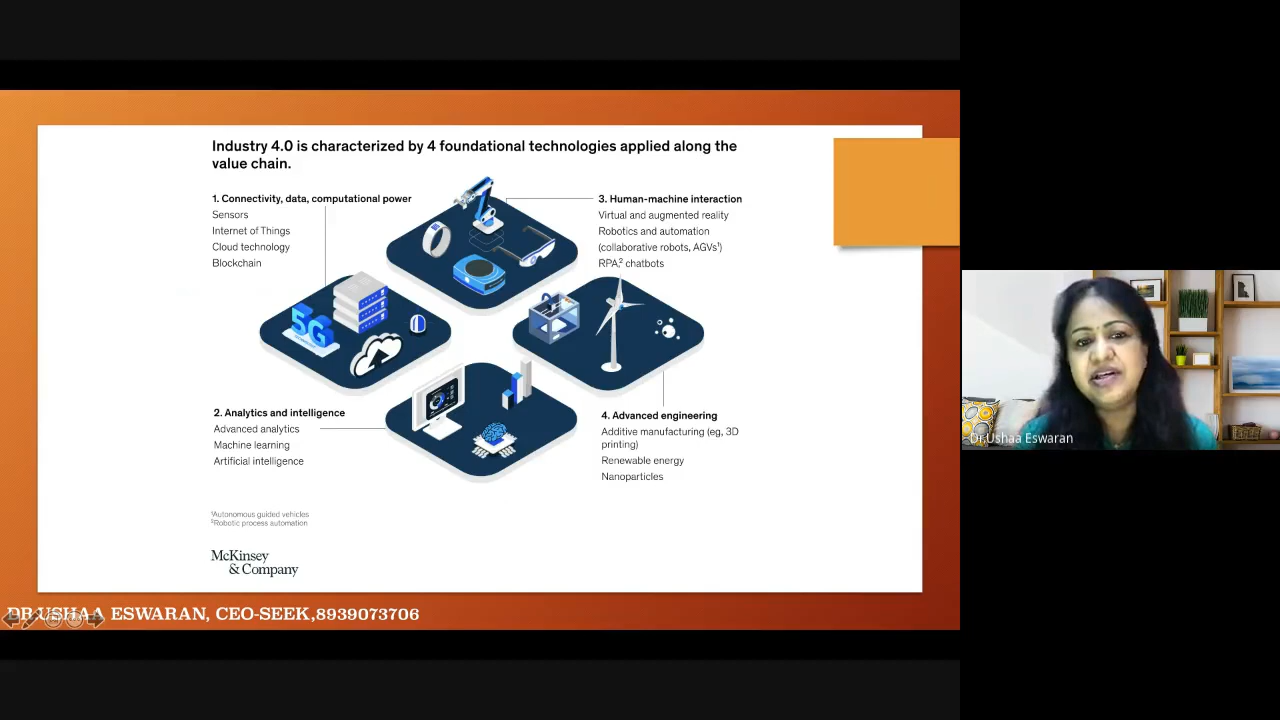 Industry 4.0 is characterized by 4 foundational technologies applied along the
value chain.
1. Connectivity, data, computational power
Sensors
Internet of Things
Cloud technology
Blockchain
3. Human-machine interaction
Virtual and augmented reality
Robotics and automation
(collaborative robots, AGVs¹)
RPA,² chatbots
5G
2. Analytics and intelligence
Advanced analytics
Machine learning
Artificial intelligence
4. Advanced engineering
Additive manufacturing (eg, 3D
printing)
Renewable energy
Nanoparticles
¹Autonomous guided vehicles
²Robotic process automation
McKinsey
& Company
DR USHAA ESWARAN, CEO-SEEK,8939073706
Dr.Ushaa Eswaran